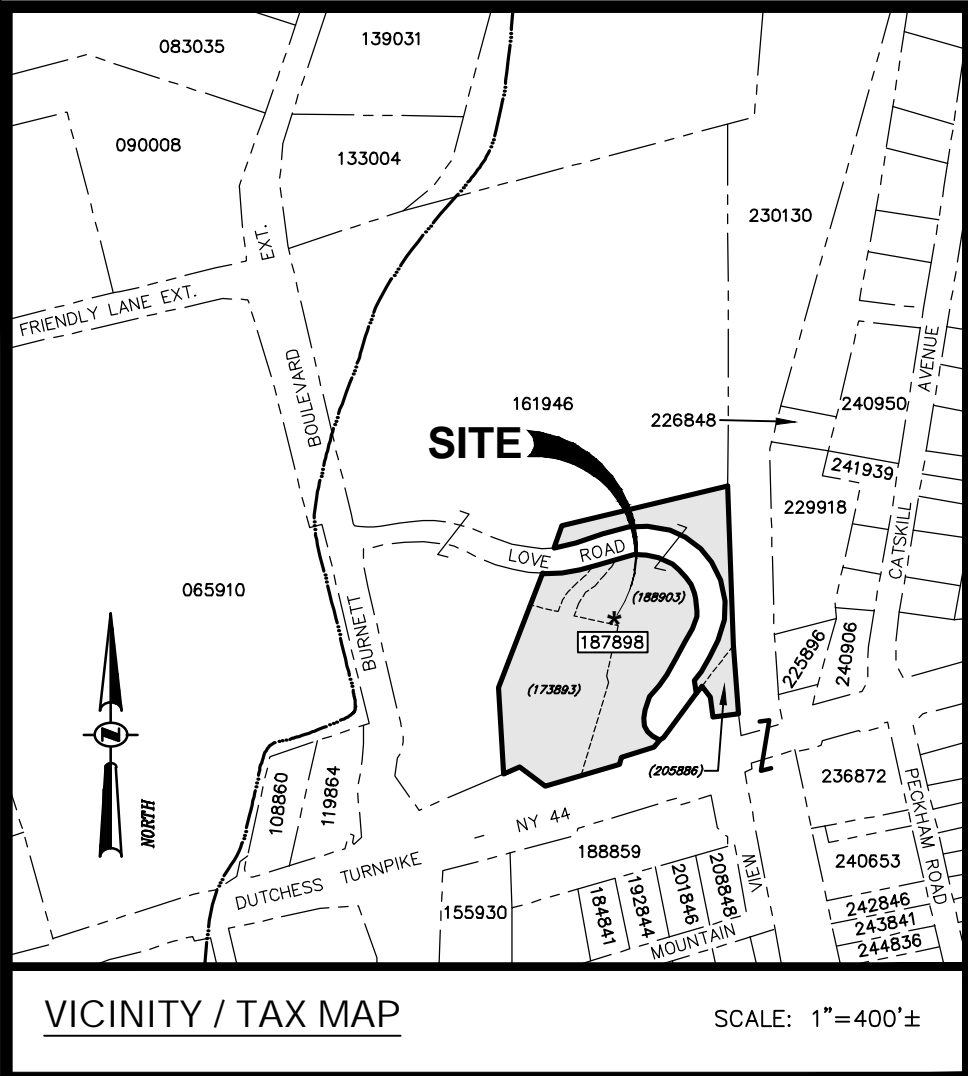 083035
139031
090008
133004
230130
EXT.
FRIENDLY LANE EXT.
BOULEVARD
AVENUE
161946
240950
226848
SITE
241939
229918
CATSKILL
LOVE ROAD
065910
(188903)
*
187898
BURNETT
225896
240906
(173893)
NORTH
(205886)
236872
108860
119864
NY 44
PECKHAM ROAD
188859
240653
DUTCHESS TURNPIKE
VIEW
155930
184841
192844
201846
208848
242846
243841
244836
MOUNTAIN
VICINITY / TAX MAP
SCALE: 1"=400'±